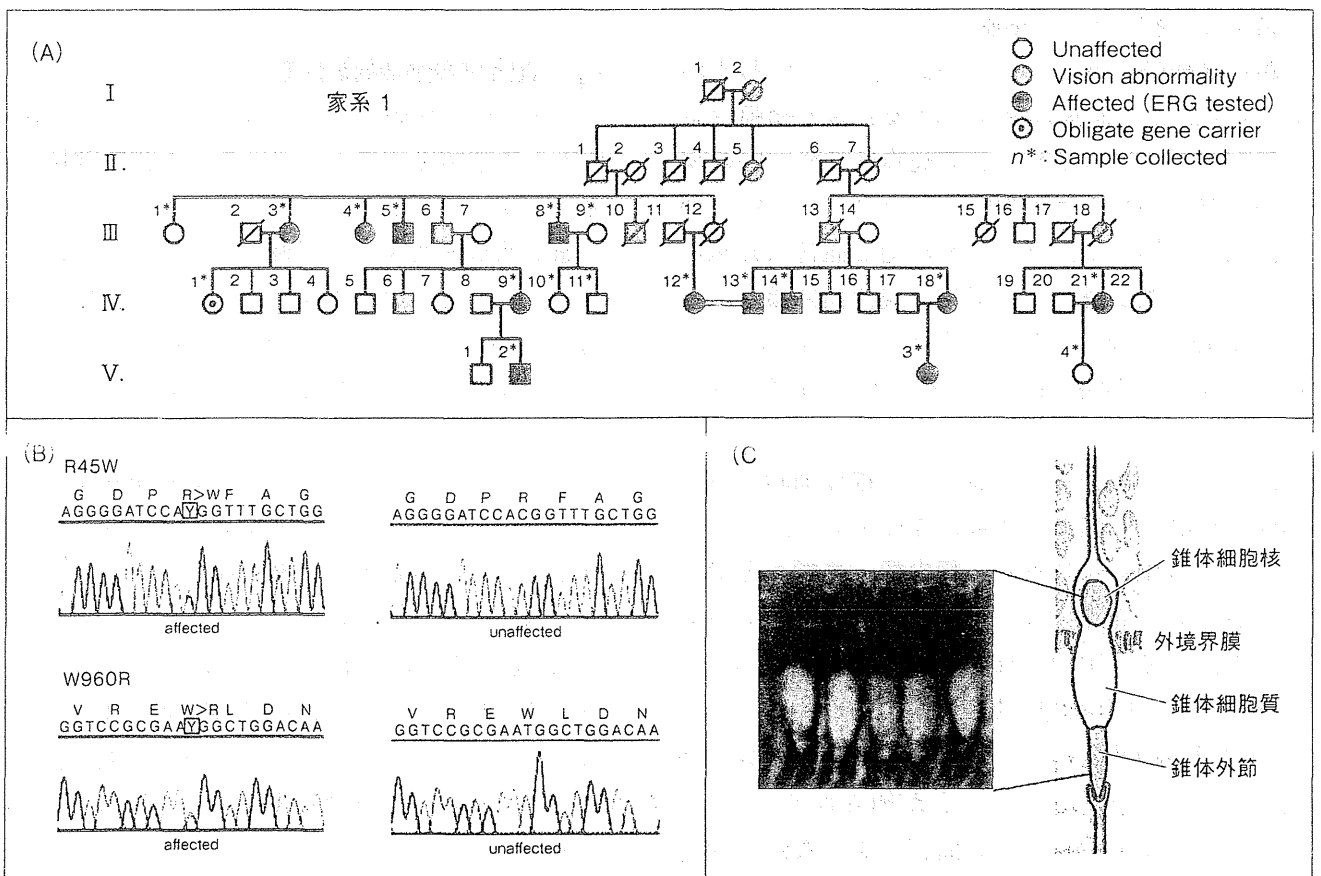 (A)
家系 1
Unaffected
Vision abnormality
Affected (ERG tested)
Obligate gene carrier
n*: Sample collected
I
1 2
II.
1 2 3 4 5 6 7
III
1* 2 3* 4* 5* 6 7 8* 9* 10 11 12 13 14 15 16 17 18
IV.
1* 2 3 4 5 6 7 8 9* 10* 11* 12* 13* 14* 15 16 17 18* 19 20 21* 22
V.
1 2* 3* 4*
(B)
R45W
G D P R>W F A G
AGGGGATCCAYGGTTTGCTGG
affected
G D P R F A G
AGGGGATCCACGGTTTGCTGG
unaffected
W960R
V R E W>R L D N
GGTCCGCGAAYGGCTGGACAA
affected
V R E W L D N
GGTCCGCGAATGGCTGGACAA
unaffected
(C
錐体細胞核
外境界膜
錐体細胞質
錐体外節